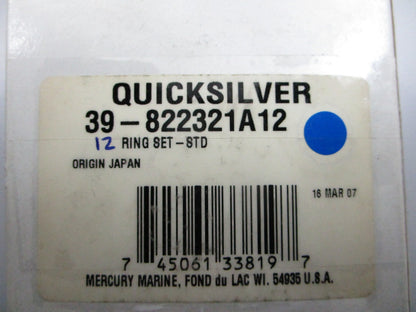 QUICKSILVER
39-822321A12
12 RING SET-STD
ORIGIN JAPAN
16 MAR 07
7 45061 33819 7
MERCURY MARINE, FOND du LAC WI. 54935 U.S.A.